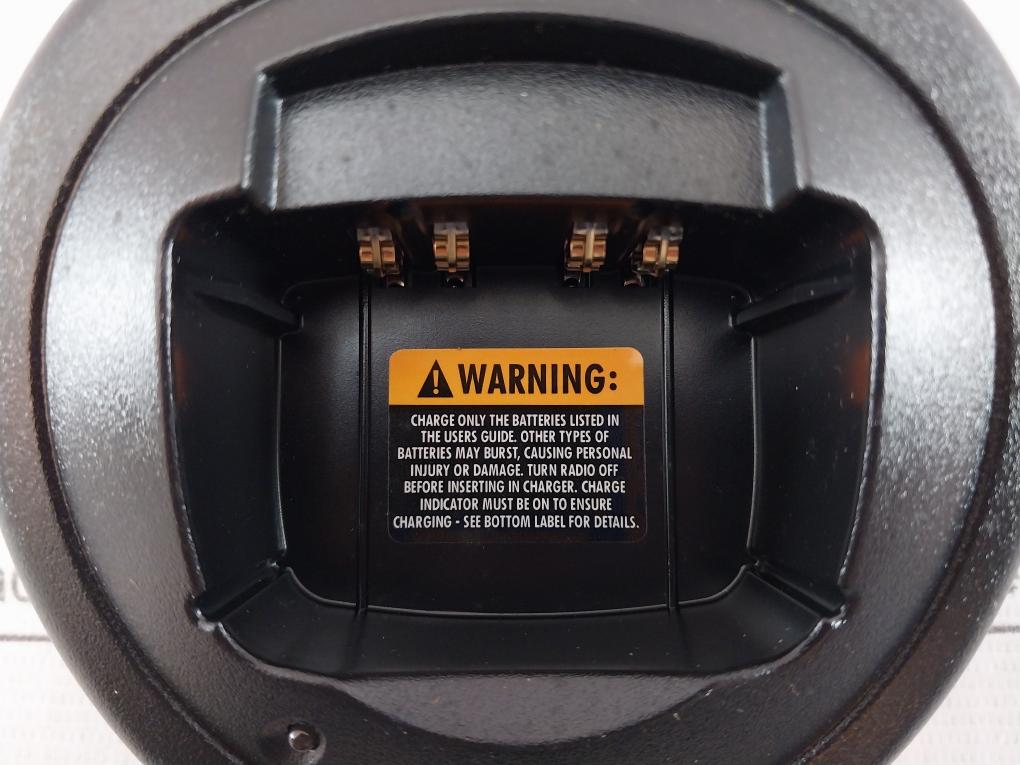 WARNING:
CHARGE ONLY THE BATTERIES LISTED IN
THE USERS GUIDE. OTHER TYPES OF
BATTERIES MAY BURST, CAUSING PERSONAL
INJURY OR DAMAGE. TURN RADIO OFF
BEFORE INSERTING IN CHARGER. CHARGE
INDICATOR MUST BE ON TO ENSURE
CHARGING - SEE BOTTOM LABEL FOR DETAILS.